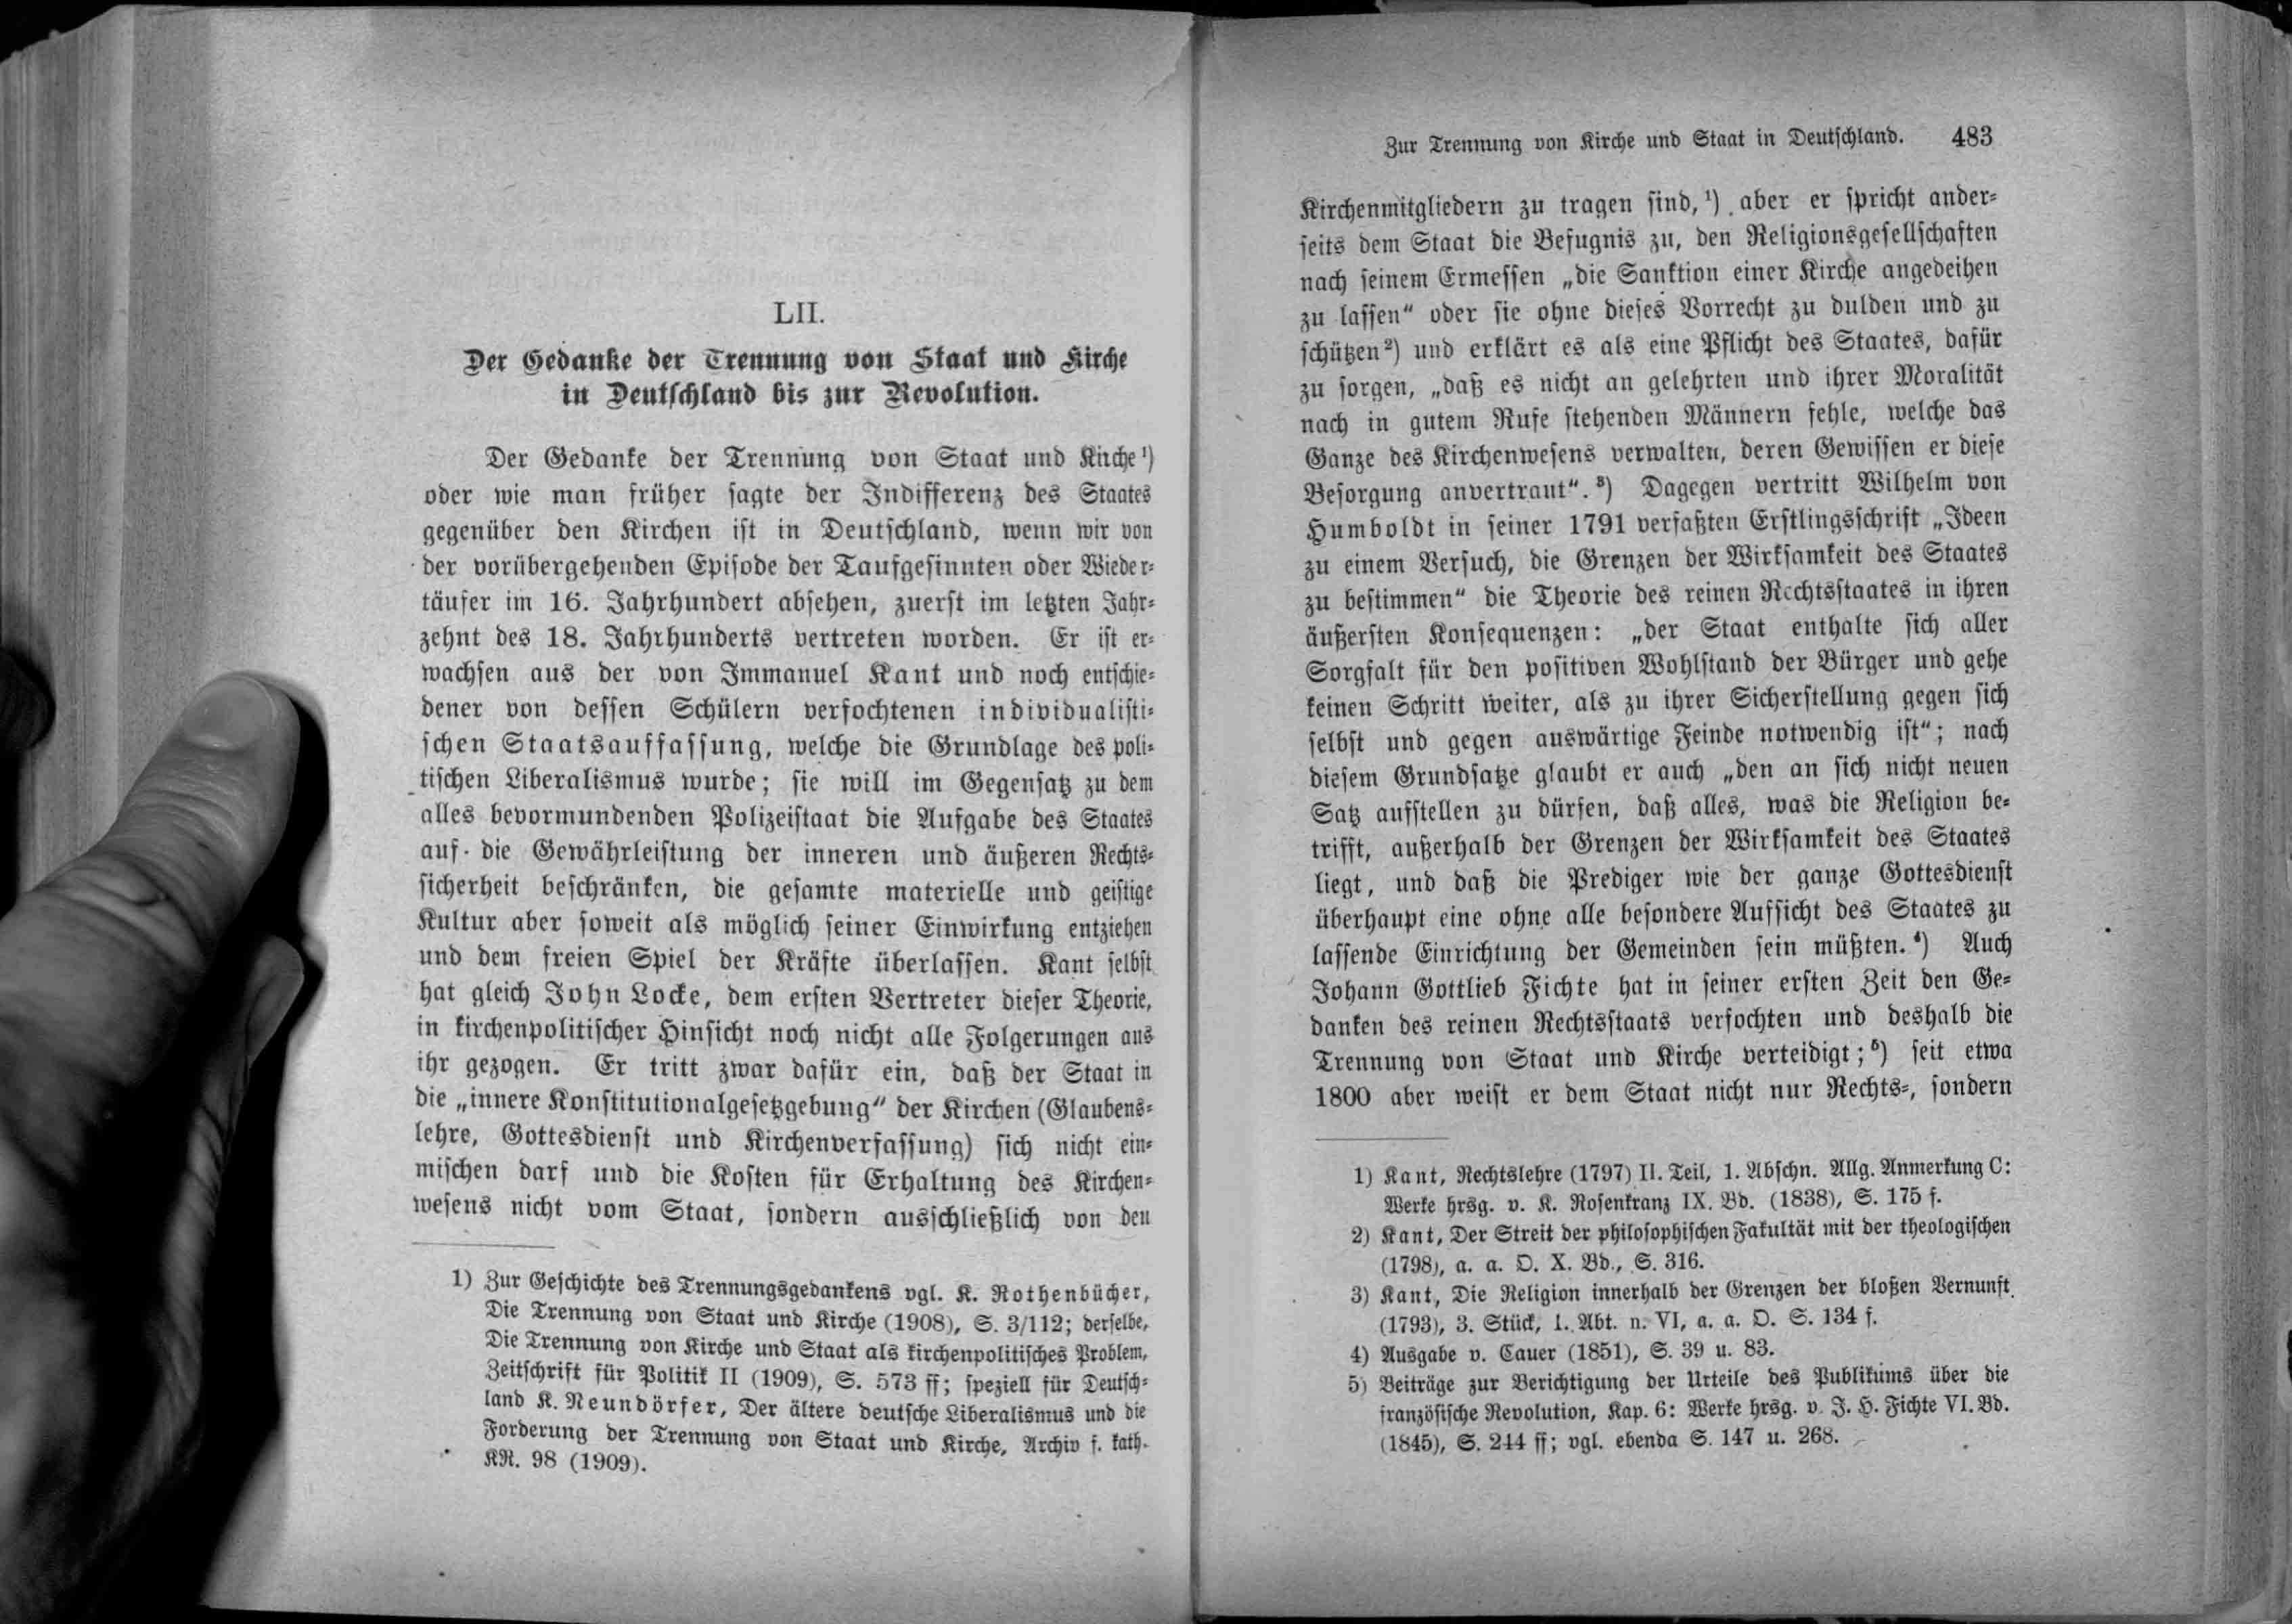 LII.
Der Gedanke der Trennung von Staat und Kirche
in Deutschland bis zur Revolution.
Der Gedanke der Trennung von Staat und Kirche¹)
oder wie man früher sagte der Indifferenz des Staates
gegenüber den Kirchen ist in Deutschland, wenn wir von
der vorübergehenden Episode der Taufgesinnten oder Wieder-
täufer im 16. Jahrhundert absehen, zuerst im letzten Jahr-
zehnt des 18. Jahrhunderts vertreten worden. Er ist er-
wachsen aus der von Immanuel Kant und noch entschie-
dener von dessen Schülern verfochtenen individualisti-
schen Staatsauffassung, welche die Grundlage des poli-
tischen Liberalismus wurde; sie will im Gegensatz zu dem
alles bevormundenden Polizeistaat die Aufgabe des Staates
auf die Gewährleistung der inneren und äußeren Rechts-
sicherheit beschränken, die gesamte materielle und geistige
Kultur aber soweit als möglich seiner Einwirkung entziehen
und dem freien Spiel der Kräfte überlassen. Kant selbst
hat gleich John Locke, dem ersten Vertreter dieser Theorie,
in kirchenpolitischer Hinsicht noch nicht alle Folgerungen aus
ihr gezogen. Er tritt zwar dafür ein, daß der Staat in
die „innere Konstitutionalgesetzgebung“ der Kirchen (Glaubens-
lehre, Gottesdienst und Kirchenverfassung) sich nicht ein-
mischen darf und die Kosten für Erhaltung des Kirchen-
wesens nicht vom Staat, sondern ausschließlich von den
1) Zur Geschichte des Trennungsgedankens vgl. K. Rothenbücher,
Die Trennung von Staat und Kirche (1908), S. 3/112; derselbe,
Die Trennung von Kirche und Staat als kirchenpolitisches Problem,
Zeitschrift für Politik II (1909), S. 573 ff; speziell für Deutsch-
land K. Neundörfer, Der ältere deutsche Liberalismus und die
Forderung der Trennung von Staat und Kirche, Archiv f. kath.
KR. 98 (1909).
Zur Trennung von Kirche und Staat in Deutschland. 483
Kirchenmitgliedern zu tragen sind,¹) aber er spricht ander-
seits dem Staat die Befugnis zu, den Religionsgesellschaften
nach seinem Ermessen „die Sanktion einer Kirche angedeihen
zu lassen“ oder sie ohne dieses Vorrecht zu dulden und zu
schützen²) und erklärt es als eine Pflicht des Staates, dafür
zu sorgen, „daß es nicht an gelehrten und ihrer Moralität
nach in gutem Rufe stehenden Männern fehle, welche das
Ganze des Kirchenwesens verwalten, deren Gewissen er diese
Besorgung anvertraut“.³) Dagegen vertritt Wilhelm von
Humboldt in seiner 1791 verfaßten Erstlingsschrift „Ideen
zu einem Versuch, die Grenzen der Wirksamkeit des Staates
zu bestimmen“ die Theorie des reinen Rechtsstaates in ihren
äußersten Konsequenzen: „der Staat enthalte sich aller
Sorgfalt für den positiven Wohlstand der Bürger und gehe
keinen Schritt weiter, als zu ihrer Sicherstellung gegen sich
selbst und gegen auswärtige Feinde notwendig ist“; nach
diesem Grundsatze glaubt er auch „den an sich nicht neuen
Satz aufstellen zu dürfen, daß alles, was die Religion be-
trifft, außerhalb der Grenzen der Wirksamkeit des Staates
liegt, und daß die Prediger wie der ganze Gottesdienst
überhaupt eine ohne alle besondere Aufsicht des Staates zu
lassende Einrichtung der Gemeinden sein müßten.⁴) Auch
Johann Gottlieb Fichte hat in seiner ersten Zeit den Ge-
danken des reinen Rechtsstaats verfochten und deshalb die
Trennung von Staat und Kirche verteidigt;⁵) seit etwa
1800 aber weist er dem Staat nicht nur Rechts-, sondern
1) Kant, Rechtslehre (1797) II. Teil, 1. Abschn. Allg. Anmerkung C:
Werke hrsg. v. K. Rosenkranz IX. Bd. (1838), S. 175 f.
2) Kant, Der Streit der philosophischen Fakultät mit der theologischen
(1798), a. a. O. X. Bd., S. 316.
3) Kant, Die Religion innerhalb der Grenzen der bloßen Vernunft
(1793), 3. Stück, 1. Abt. n. VI, a. a. O. S. 134 f.
4) Ausgabe v. Cauer (1851), S. 39 u. 83.
5) Beiträge zur Berichtigung der Urteile des Publikums über die
französische Revolution, Kap. 6: Werke hrsg. v. J. H. Fichte VI. Bd.
(1845), S. 244 ff; vgl. ebenda S. 147 u. 268.